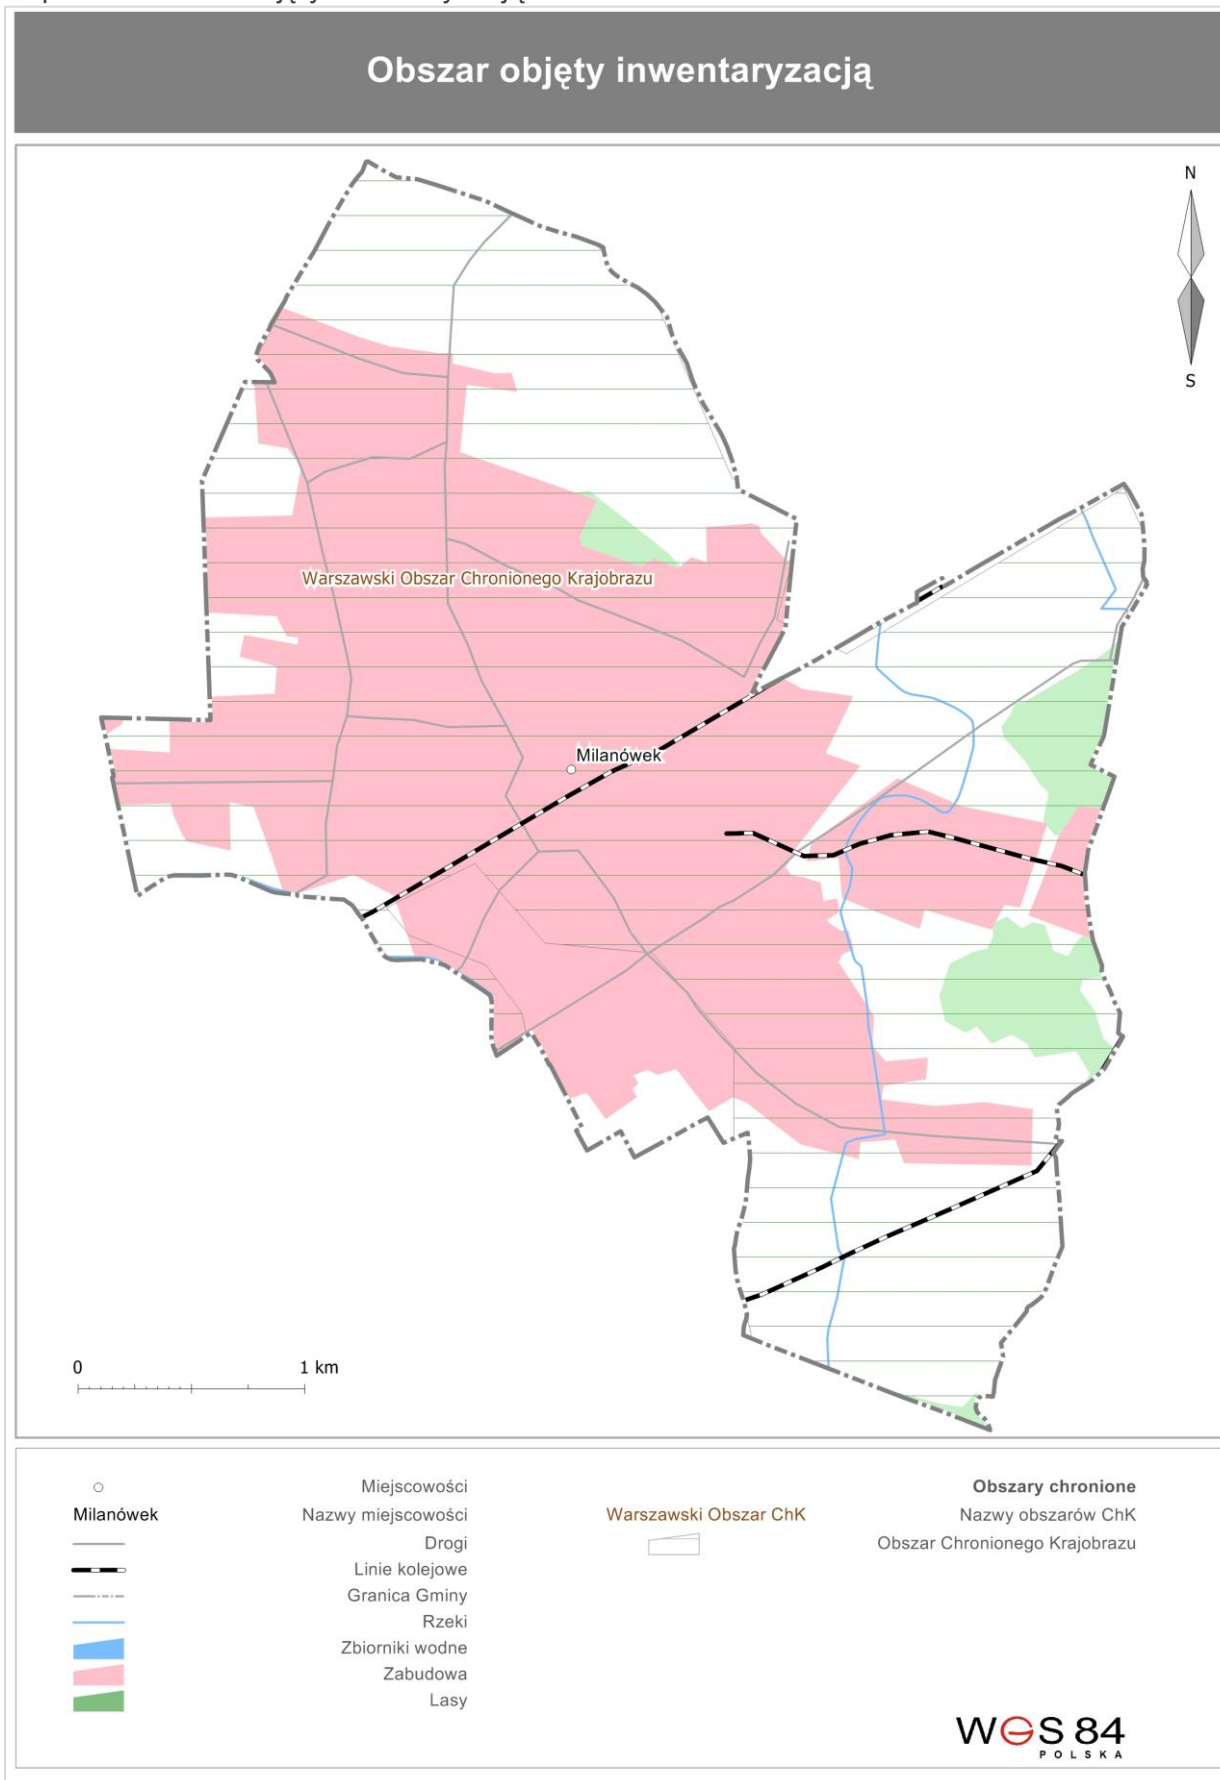 Obszar objęty inwentaryzacją
N
S
Warszawski Obszar Chronionego Krajobrazu
Milanówek
0 1 km
Miejscowości
Milanówek Nazwy miejscowości
Drogi
Linie kolejowe
Granica Gminy
Rzeki
Zbiorniki wodne
Zabudowa
Lasy
Obszary chronione
Warszawski Obszar ChK Nazwy obszarów ChK
Obszar Chronionego Krajobrazu
WGS 84
POLSKA